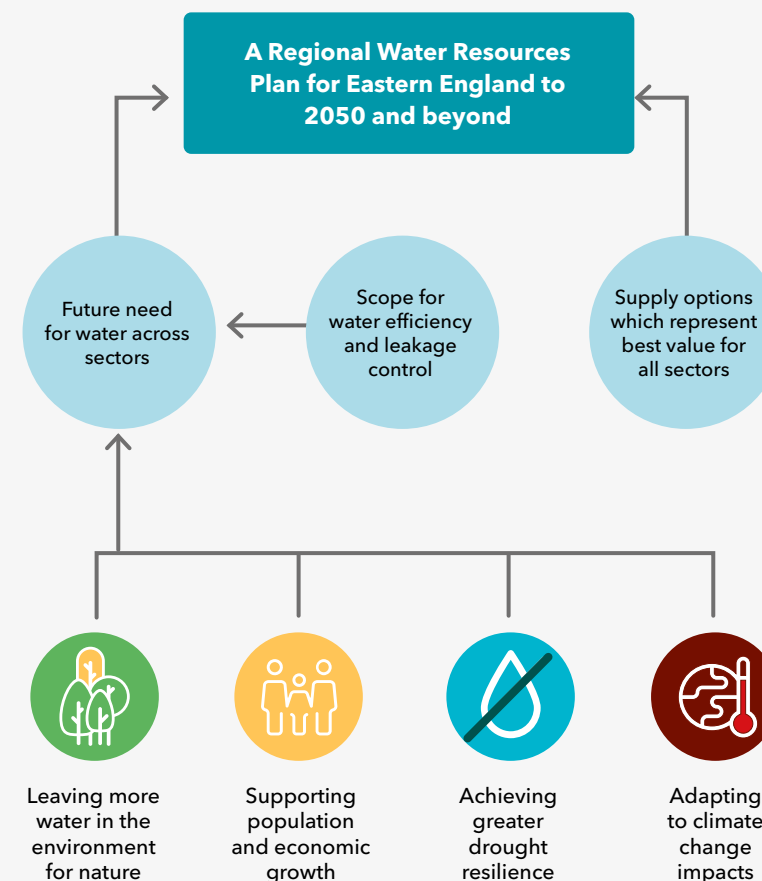 A Regional Water Resources
Plan for Eastern England to
2050 and beyond
Future need
for water across
sectors
Scope for
water efficiency
and leakage
control
Supply options
which represent
best value for
all sectors
Leaving more
water in the
environment
for nature
Supporting
population
and economic
growth
Achieving
greater
drought
resilience
Adapting
to climate
change
impacts